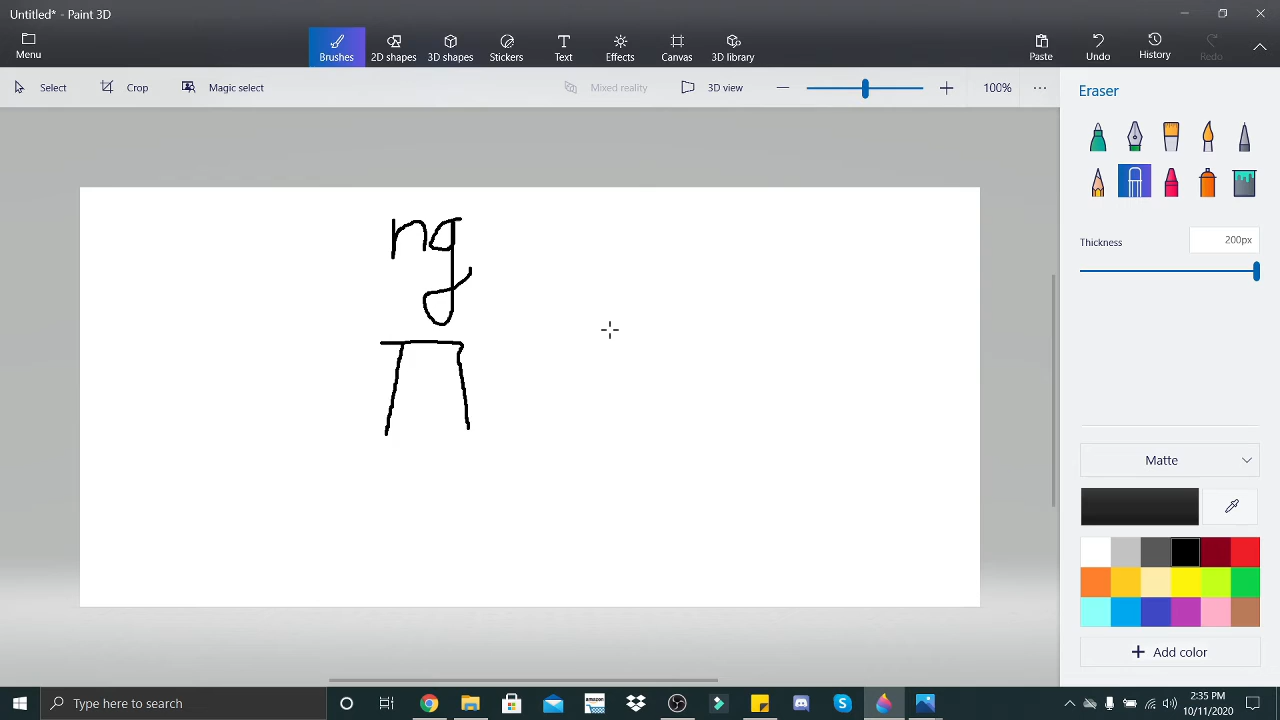 Untitled* - Paint 3D
Menu
Brushes
2D shapes
3D shapes
Stickers
Text
Effects
Canvas
3D library
Paste
Undo
History
Redo
Select
Crop
Magic select
Mixed reality
3D view
100%
Eraser
Thickness
200px
Matte
Add color
ng
π
Type here to search
amazon
2:35 PM
10/11/2020